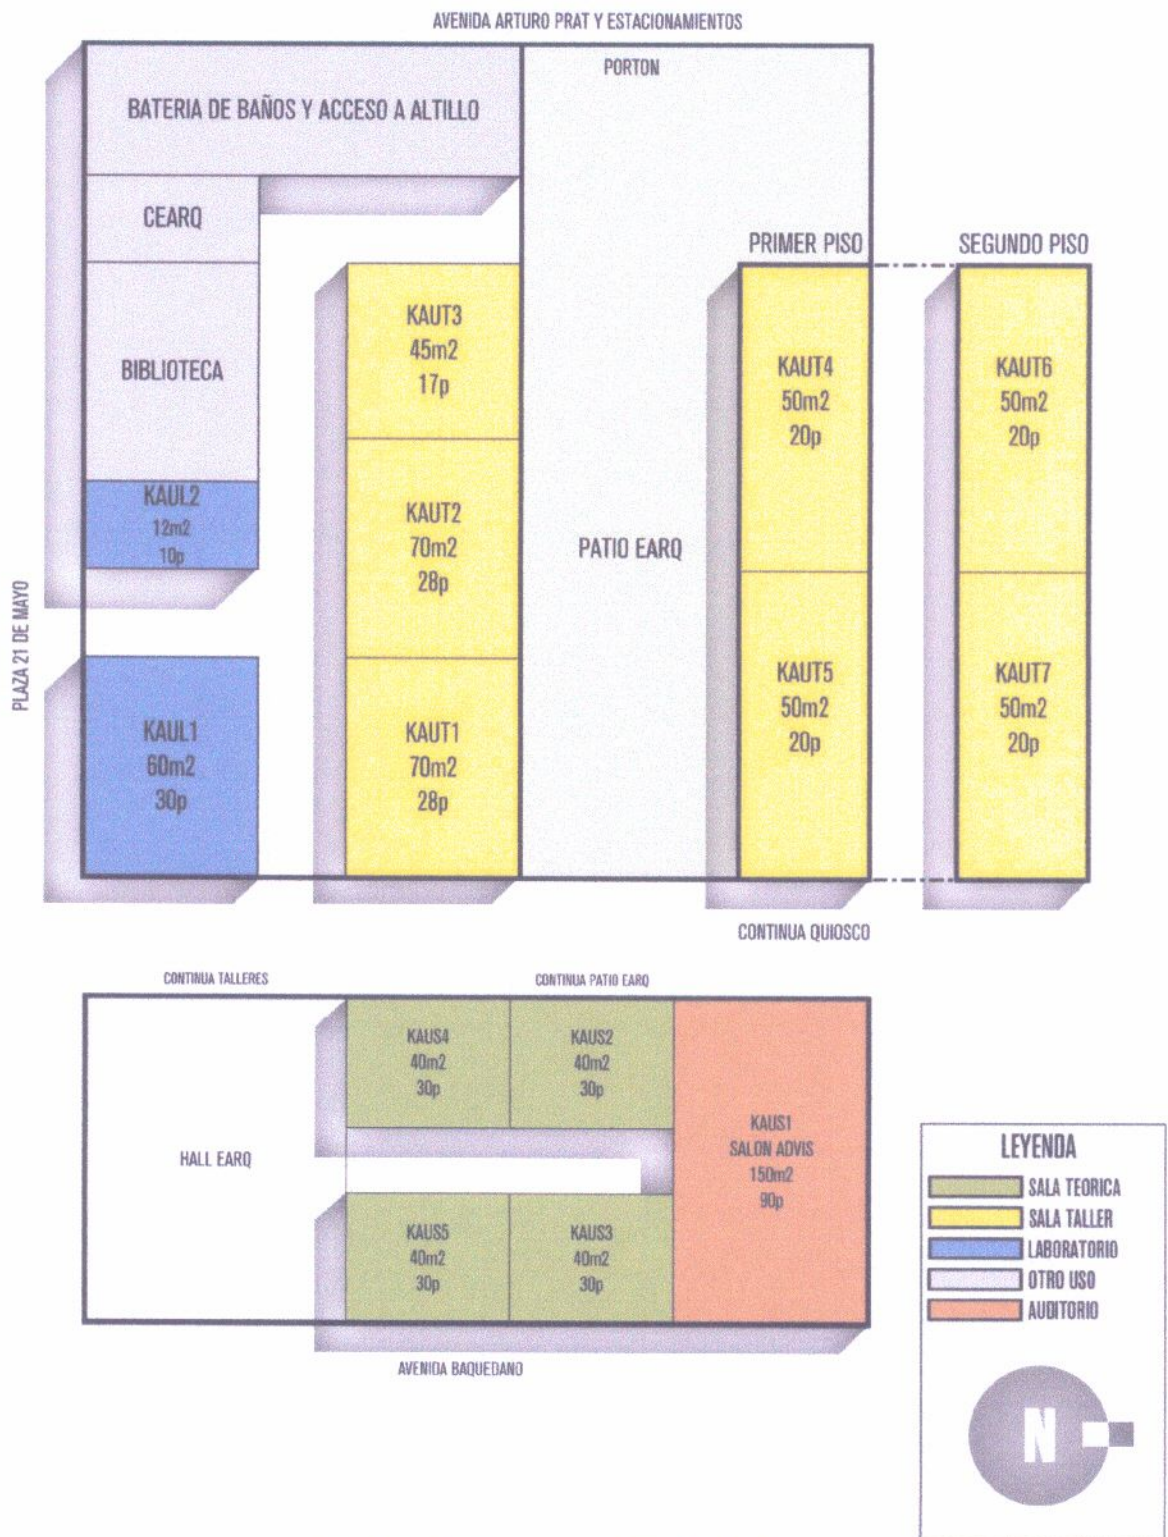 AVENIDA ARTURO PRAT Y ESTACIONAMIENTOS
PORTON
BATERIA DE BAÑOS Y ACCESO A ALTILLO
CEARQ
PRIMER PISO
SEGUNDO PISO
BIBLIOTECA
KAUT3
45m2
17p
KAUT4
50m2
20p
KAUT6
50m2
20p
KAUL2
12m2
10p
KAUT2
70m2
28p
PATIO EARQ
PLAZA 21 DE MAYO
KAUL1
60m2
30p
KAUT1
70m2
28p
KAUT5
50m2
20p
KAUT7
50m2
20p
CONTINUA QUIOSCO
CONTINUA TALLERES
CONTINUA PATIO EARQ
HALL EARQ
KAUS4
40m2
30p
KAUS2
40m2
30p
KAUS1
SALON ADVIS
150m2
90p
KAUS5
40m2
30p
KAUS3
40m2
30p
AVENIDA BAQUEDANO
LEYENDA
SALA TEORICA
SALA TALLER
LABORATORIO
OTRO USO
AUDITORIO
N